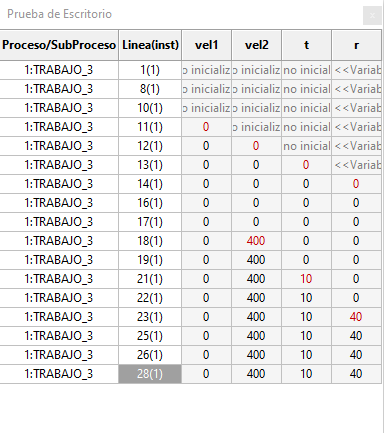 Prueba de Escritorio
x
Proceso/SubProceso Linea(inst) vel1 vel2 t r
1:TRABAJO_3 1(1) o inicializ o inicializ no inicial <<Variab
1:TRABAJO_3 8(1) o inicializ o inicializ no inicial <<Variab
1:TRABAJO_3 10(1) o inicializ o inicializ no inicial <<Variab
1:TRABAJO_3 11(1) 0 o inicializ no inicial <<Variab
1:TRABAJO_3 12(1) 0 0 no inicial <<Variab
1:TRABAJO_3 13(1) 0 0 0 <<Variab
1:TRABAJO_3 14(1) 0 0 0 0
1:TRABAJO_3 16(1) 0 0 0 0
1:TRABAJO_3 17(1) 0 0 0 0
1:TRABAJO_3 18(1) 0 400 0 0
1:TRABAJO_3 19(1) 0 400 0 0
1:TRABAJO_3 21(1) 0 400 10 0
1:TRABAJO_3 22(1) 0 400 10 0
1:TRABAJO_3 23(1) 0 400 10 40
1:TRABAJO_3 25(1) 0 400 10 40
1:TRABAJO_3 26(1) 0 400 10 40
1:TRABAJO_3 28(1) 0 400 10 40